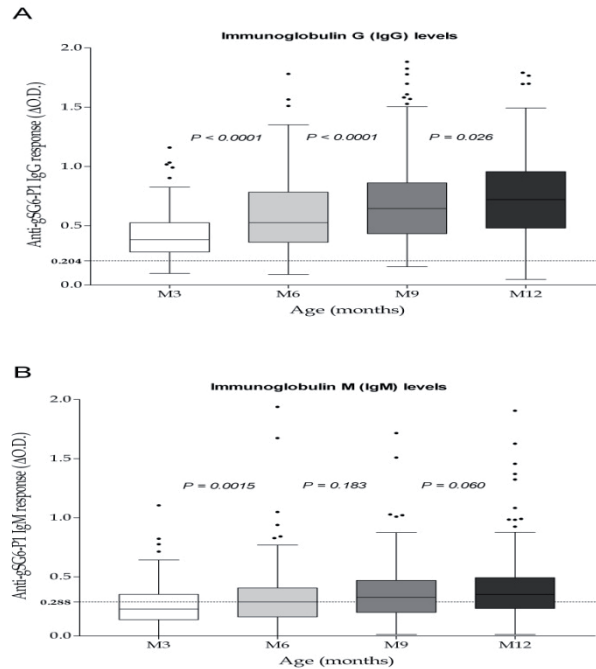 A
Immunoglobulin G (IgG) levels
Anti-gSG6-P1 IgG response (ΔO.D.)
2.0
1.5
1.0
0.5
0.204
0.0
P < 0.0001
P < 0.0001
P = 0.026
M3
M6
M9
M12
Age (months)
B
Immunoglobulin M (IgM) levels
Anti-gSG6-P1 IgM response (ΔO.D.)
2.0
1.5
1.0
0.5
0.288
0.0
P = 0.0015
P = 0.183
P = 0.060
M3
M6
M9
M12
Age (months)